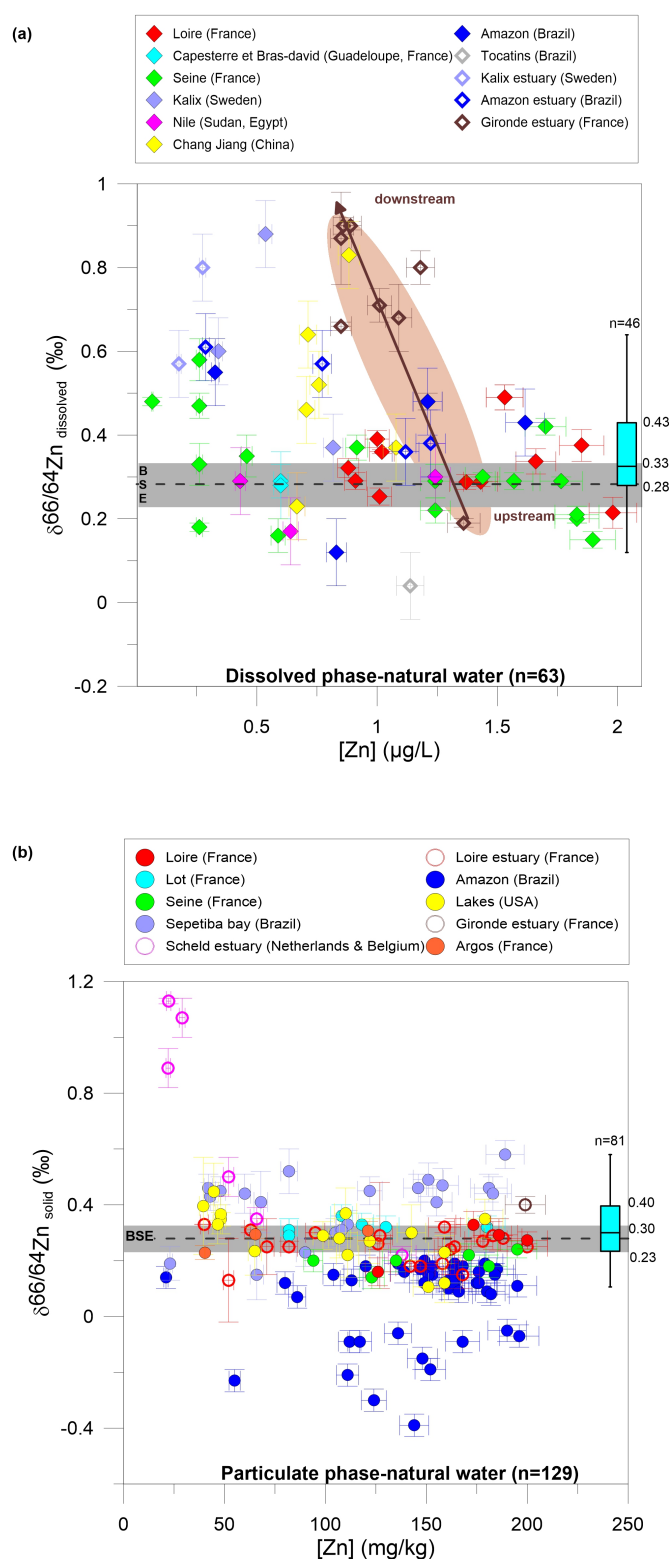 (a)
Loire (France)
Capesterre et Bras-david (Guadeloupe, France)
Seine (France)
Kalix (Sweden)
Nile (Sudan, Egypt)
Chang Jiang (China)
Amazon (Brazil)
Tocatins (Brazil)
Kalix estuary (Sweden)
Amazon estuary (Brazil)
Gironde estuary (France)
δ66/64Zn dissolved (‰)
1
0.8
0.6
0.4
0.2
0
-0.2
downstream
upstream
B
S
E
n=46
0.43
0.33
0.28
Dissolved phase-natural water (n=63)
0.5
1
1.5
2
[Zn] (µg/L)
(b)
Loire (France)
Lot (France)
Seine (France)
Sepetiba bay (Brazil)
Scheld estuary (Netherlands & Belgium)
Loire estuary (France)
Amazon (Brazil)
Lakes (USA)
Gironde estuary (France)
Argos (France)
δ66/64Zn solid (‰)
1.2
0.8
0.4
0
-0.4
BSE
n=81
0.40
0.30
0.23
Particulate phase-natural water (n=129)
0
50
100
150
200
250
[Zn] (mg/kg)